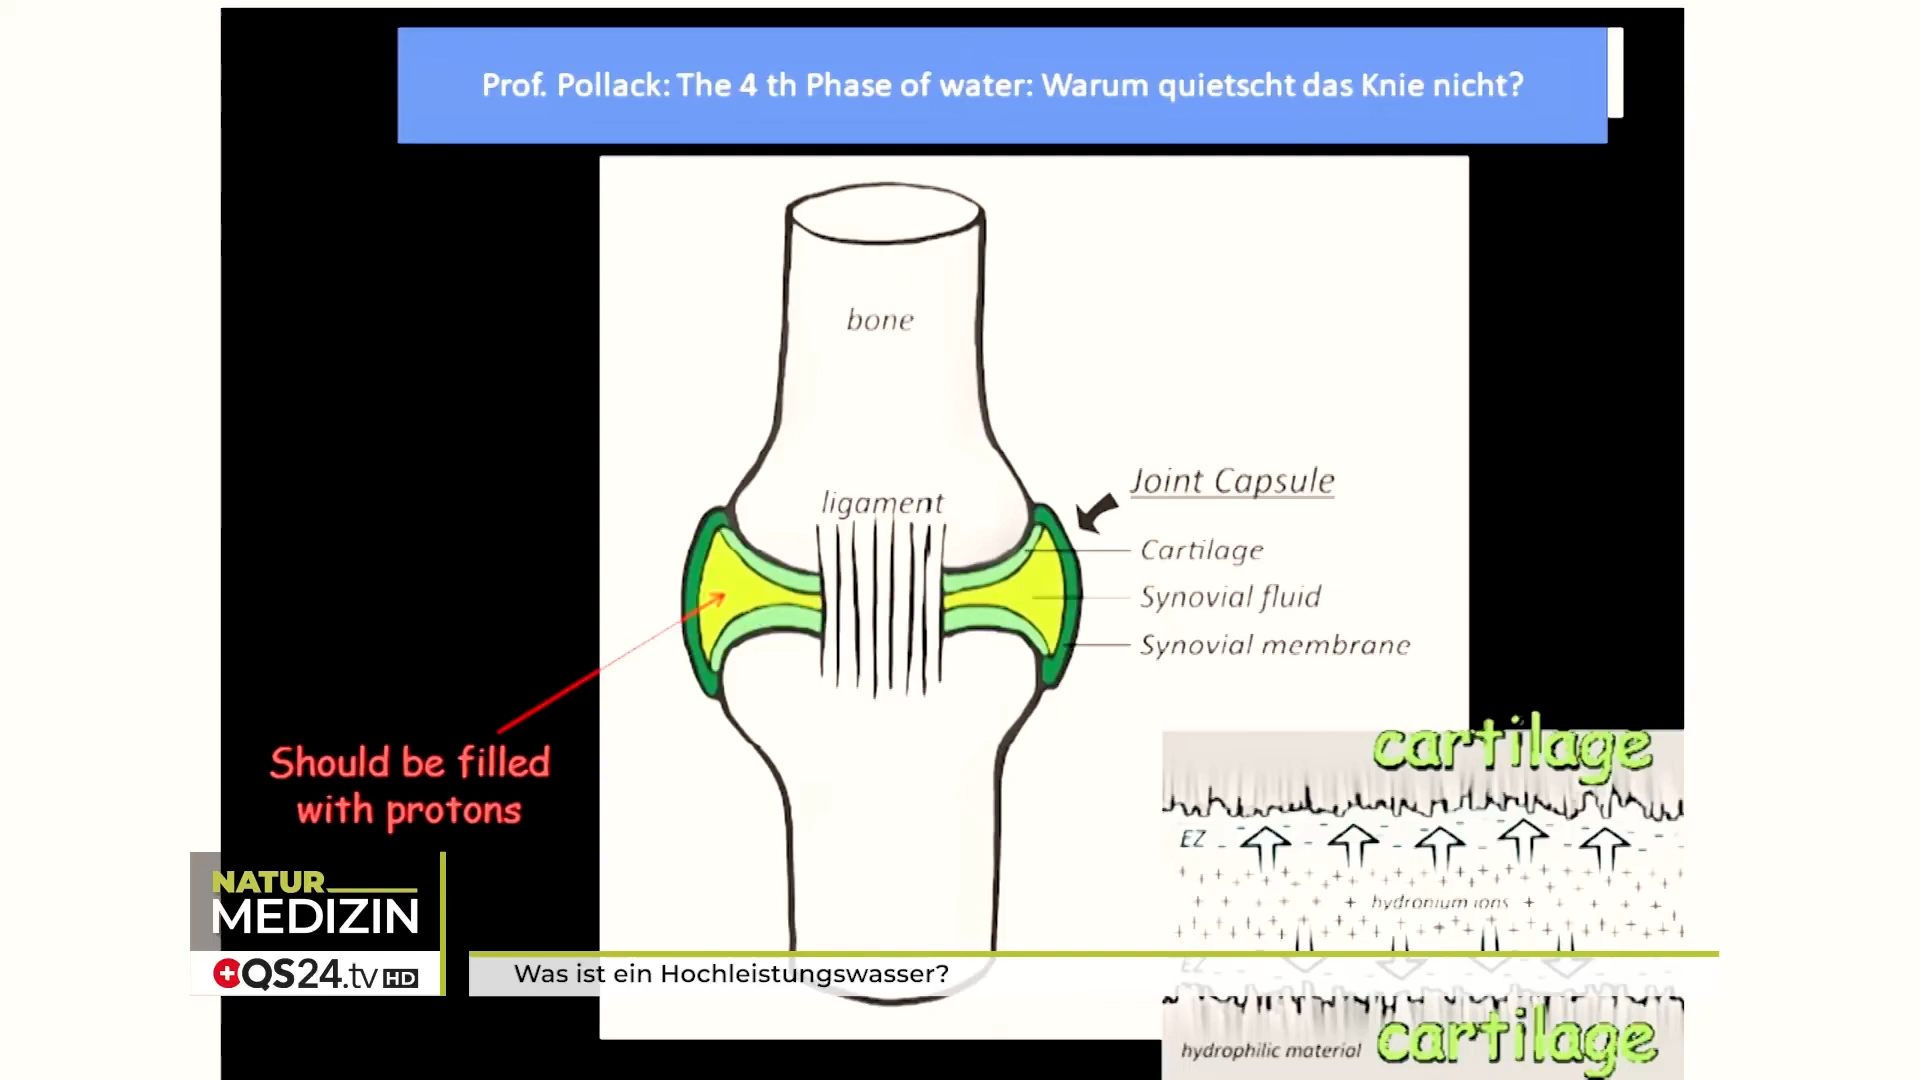 Prof. Pollack: The 4 th Phase of water: Warum quietscht das Knie nicht?
bone
ligament
Joint Capsule
Cartilage
Synovial fluid
Synovial membrane
Should be filled
with protons
cartilage
EZ
+ hydronium ions +
EZ
cartilage
hydrophilic material
NATUR
MEDIZIN
QS24.tv HD
Was ist ein Hochleistungswasser?